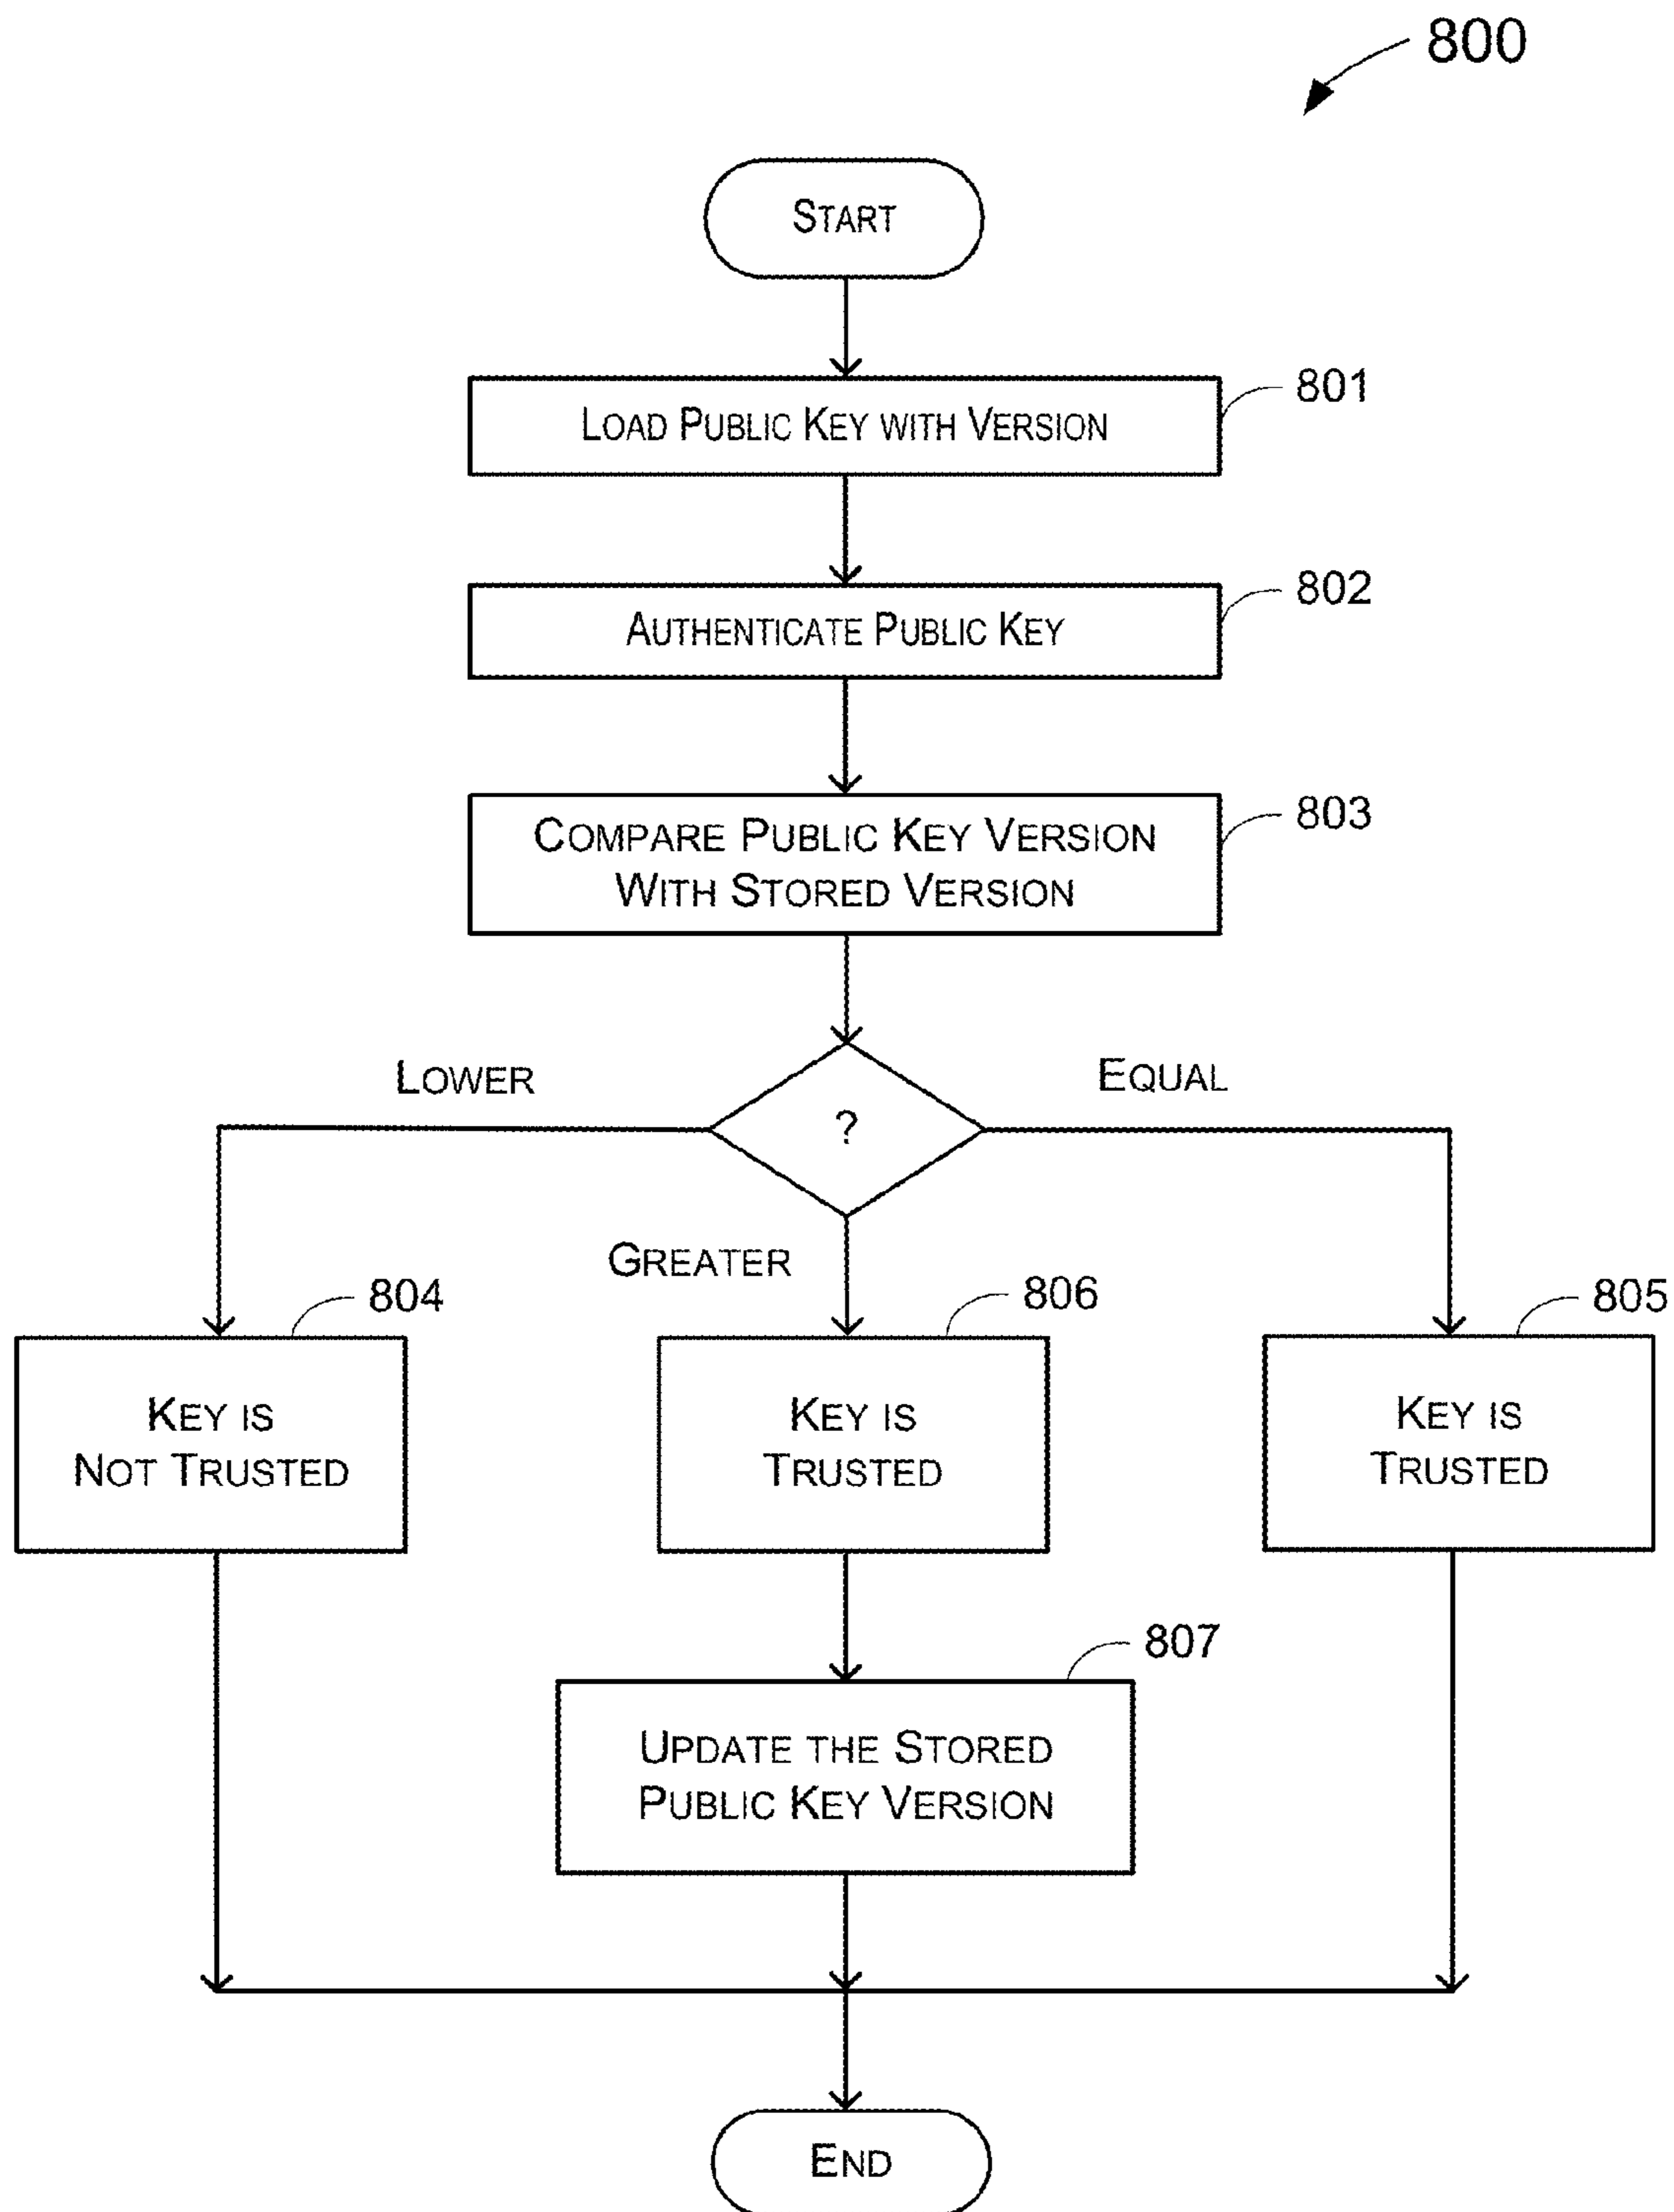 800
START
LOAD PUBLIC KEY WITH VERSION
801
AUTHENTICATE PUBLIC KEY
802
COMPARE PUBLIC KEY VERSION
WITH STORED VERSION
803
LOWER
?
EQUAL
GREATER
804
KEY IS
NOT TRUSTED
806
KEY IS
TRUSTED
805
KEY IS
TRUSTED
807
UPDATE THE STORED
PUBLIC KEY VERSION
END